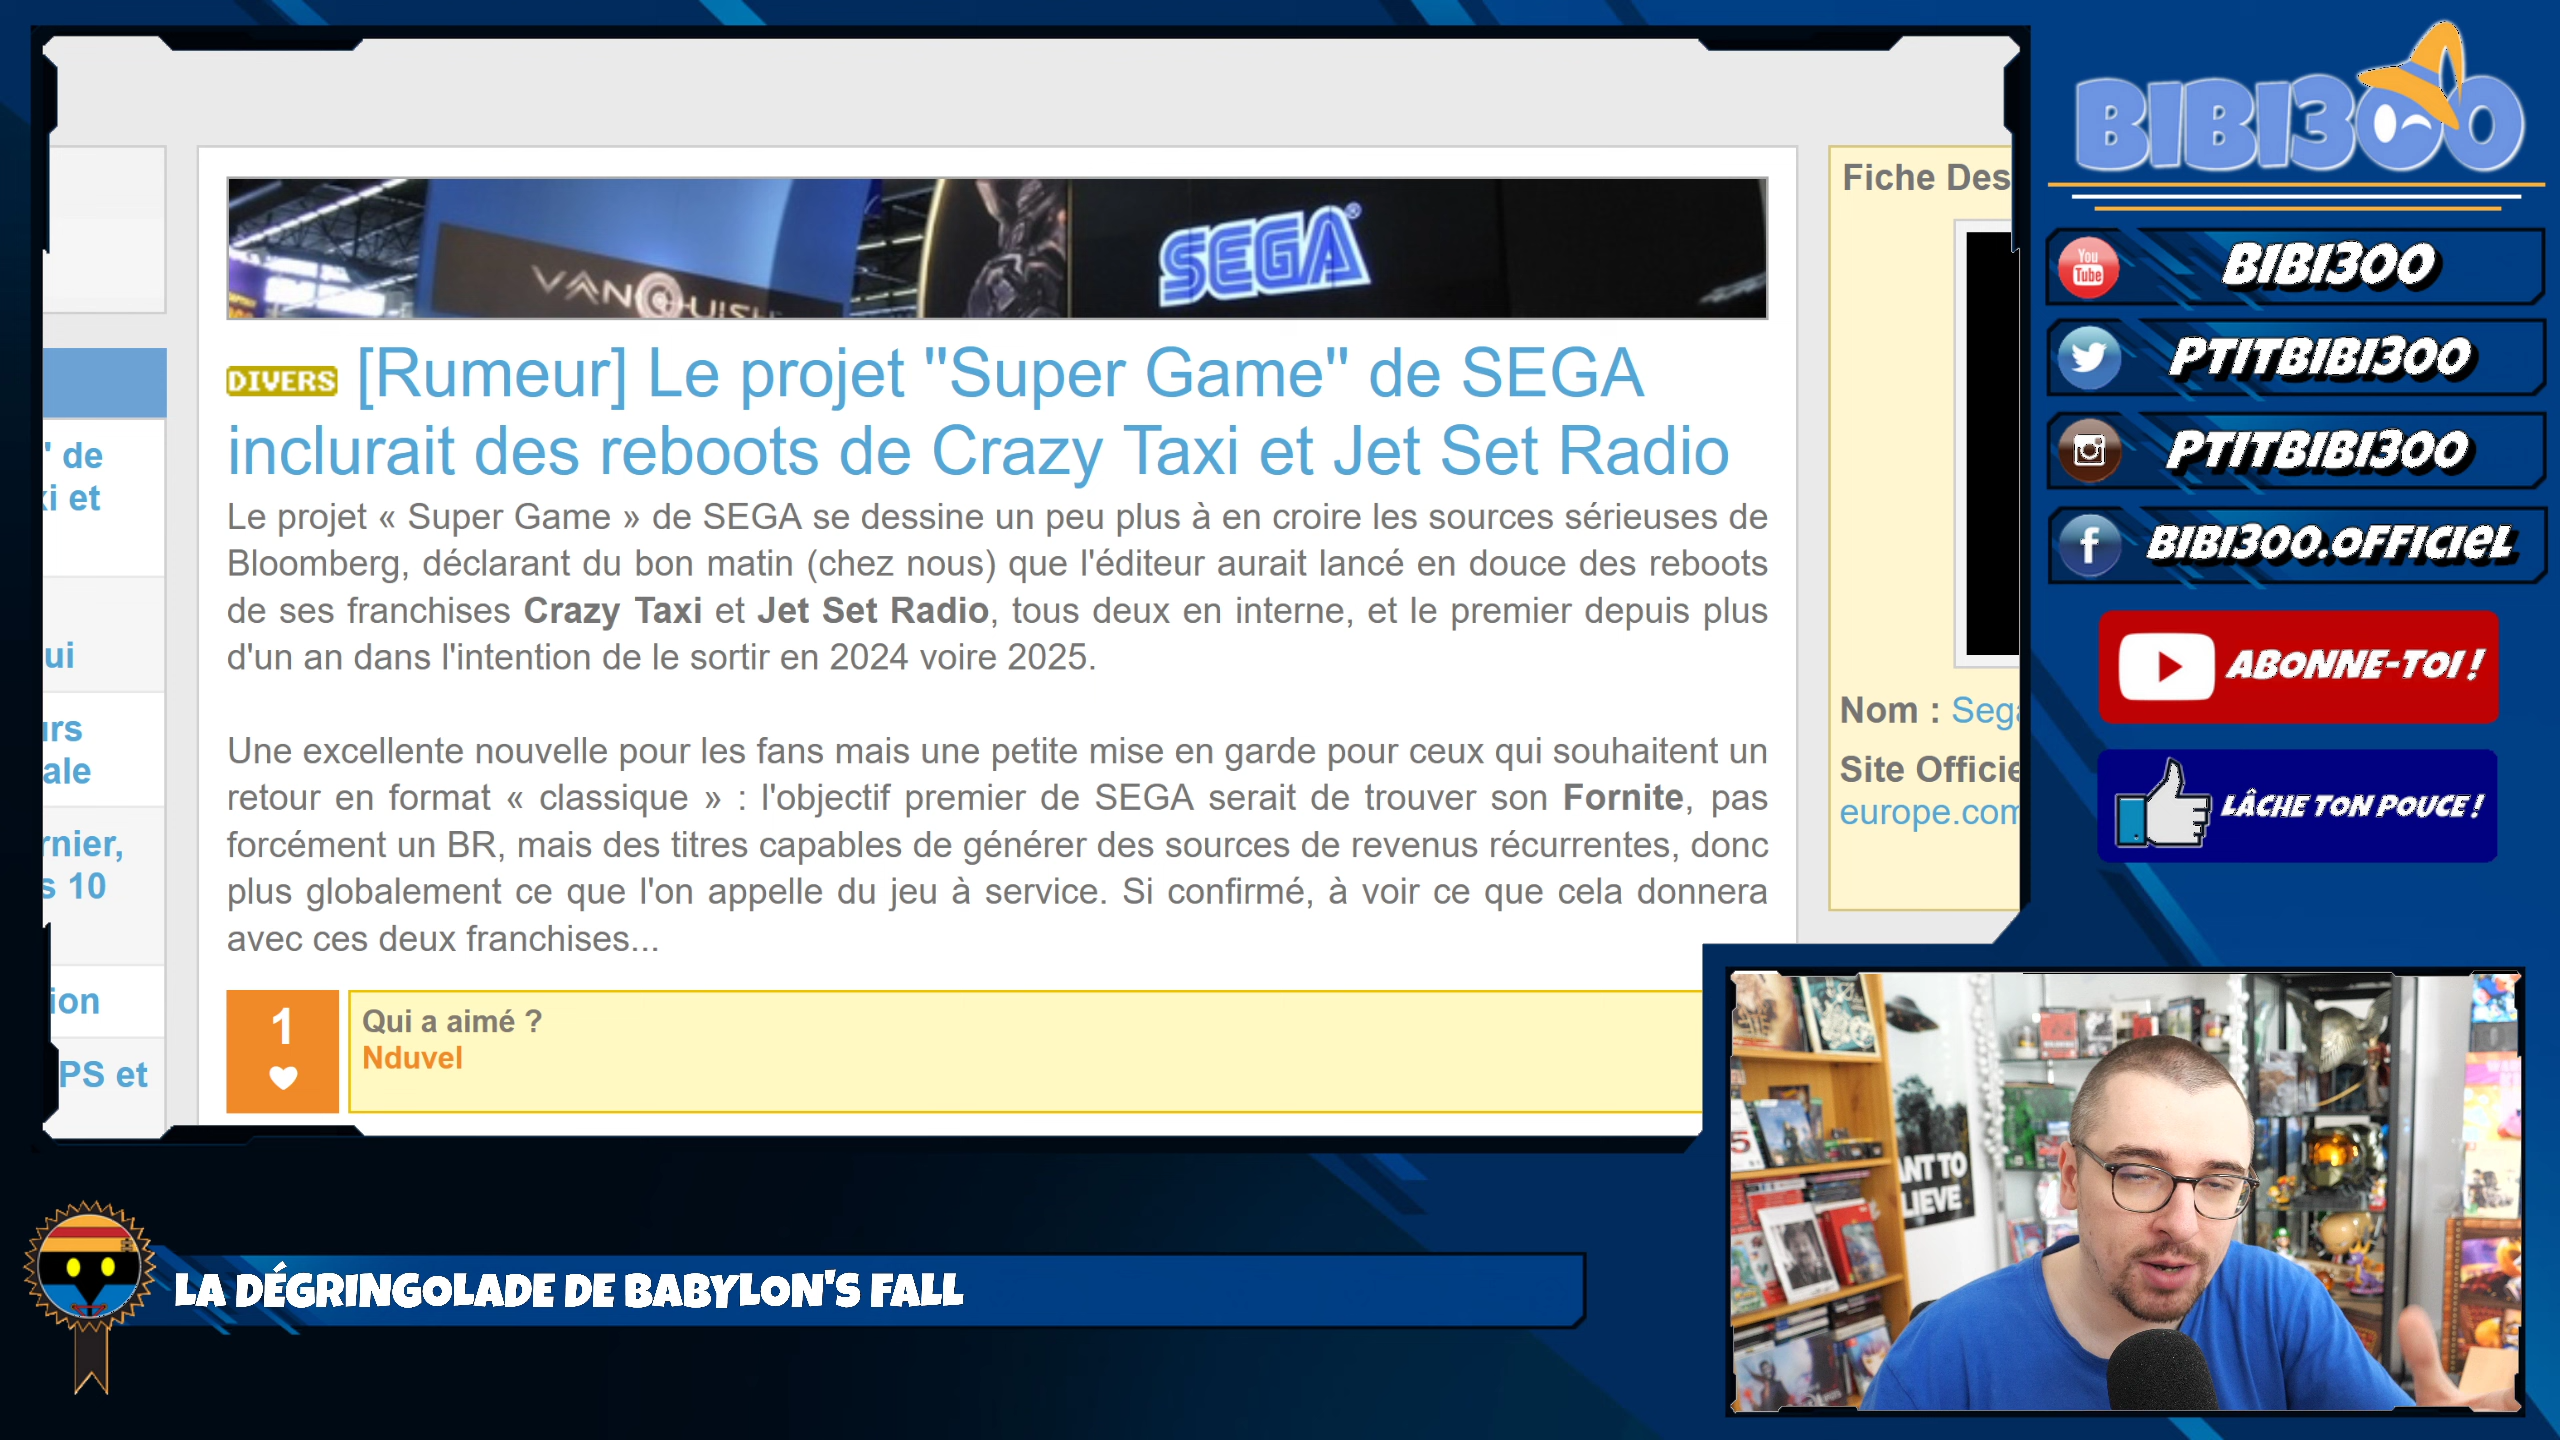 BIBI300
VANQUISH
SEGA
DIVERS [Rumeur] Le projet "Super Game" de SEGA
inclurait des reboots de Crazy Taxi et Jet Set Radio
Le projet « Super Game » de SEGA se dessine un peu plus à en croire les sources sérieuses de
Bloomberg, déclarant du bon matin (chez nous) que l'éditeur aurait lancé en douce des reboots
de ses franchises Crazy Taxi et Jet Set Radio, tous deux en interne, et le premier depuis plus
d'un an dans l'intention de le sortir en 2024 voire 2025.
Une excellente nouvelle pour les fans mais une petite mise en garde pour ceux qui souhaitent un
retour en format « classique » : l'objectif premier de SEGA serait de trouver son Fornite, pas
forcément un BR, mais des titres capables de générer des sources de revenus récurrentes, donc
plus globalement ce que l'on appelle du jeu à service. Si confirmé, à voir ce que cela donnera
avec ces deux franchises...
1
Qui a aimé ?
Nduvel
' de
i et
ui
urs
ale
rnier,
s 10
ion
PS et
Fiche Des
Nom : Sega
Site Officie
europe.com
You
Tube
BIBI300
PTITBIBI300
PTITBIBI300
BIBI300.OFFICIEL
ABONNE-TOI !
LÂCHE TON POUCE !
ANT TO
LIEVE
LA DÉGRINGOLADE DE BABYLON'S FALL